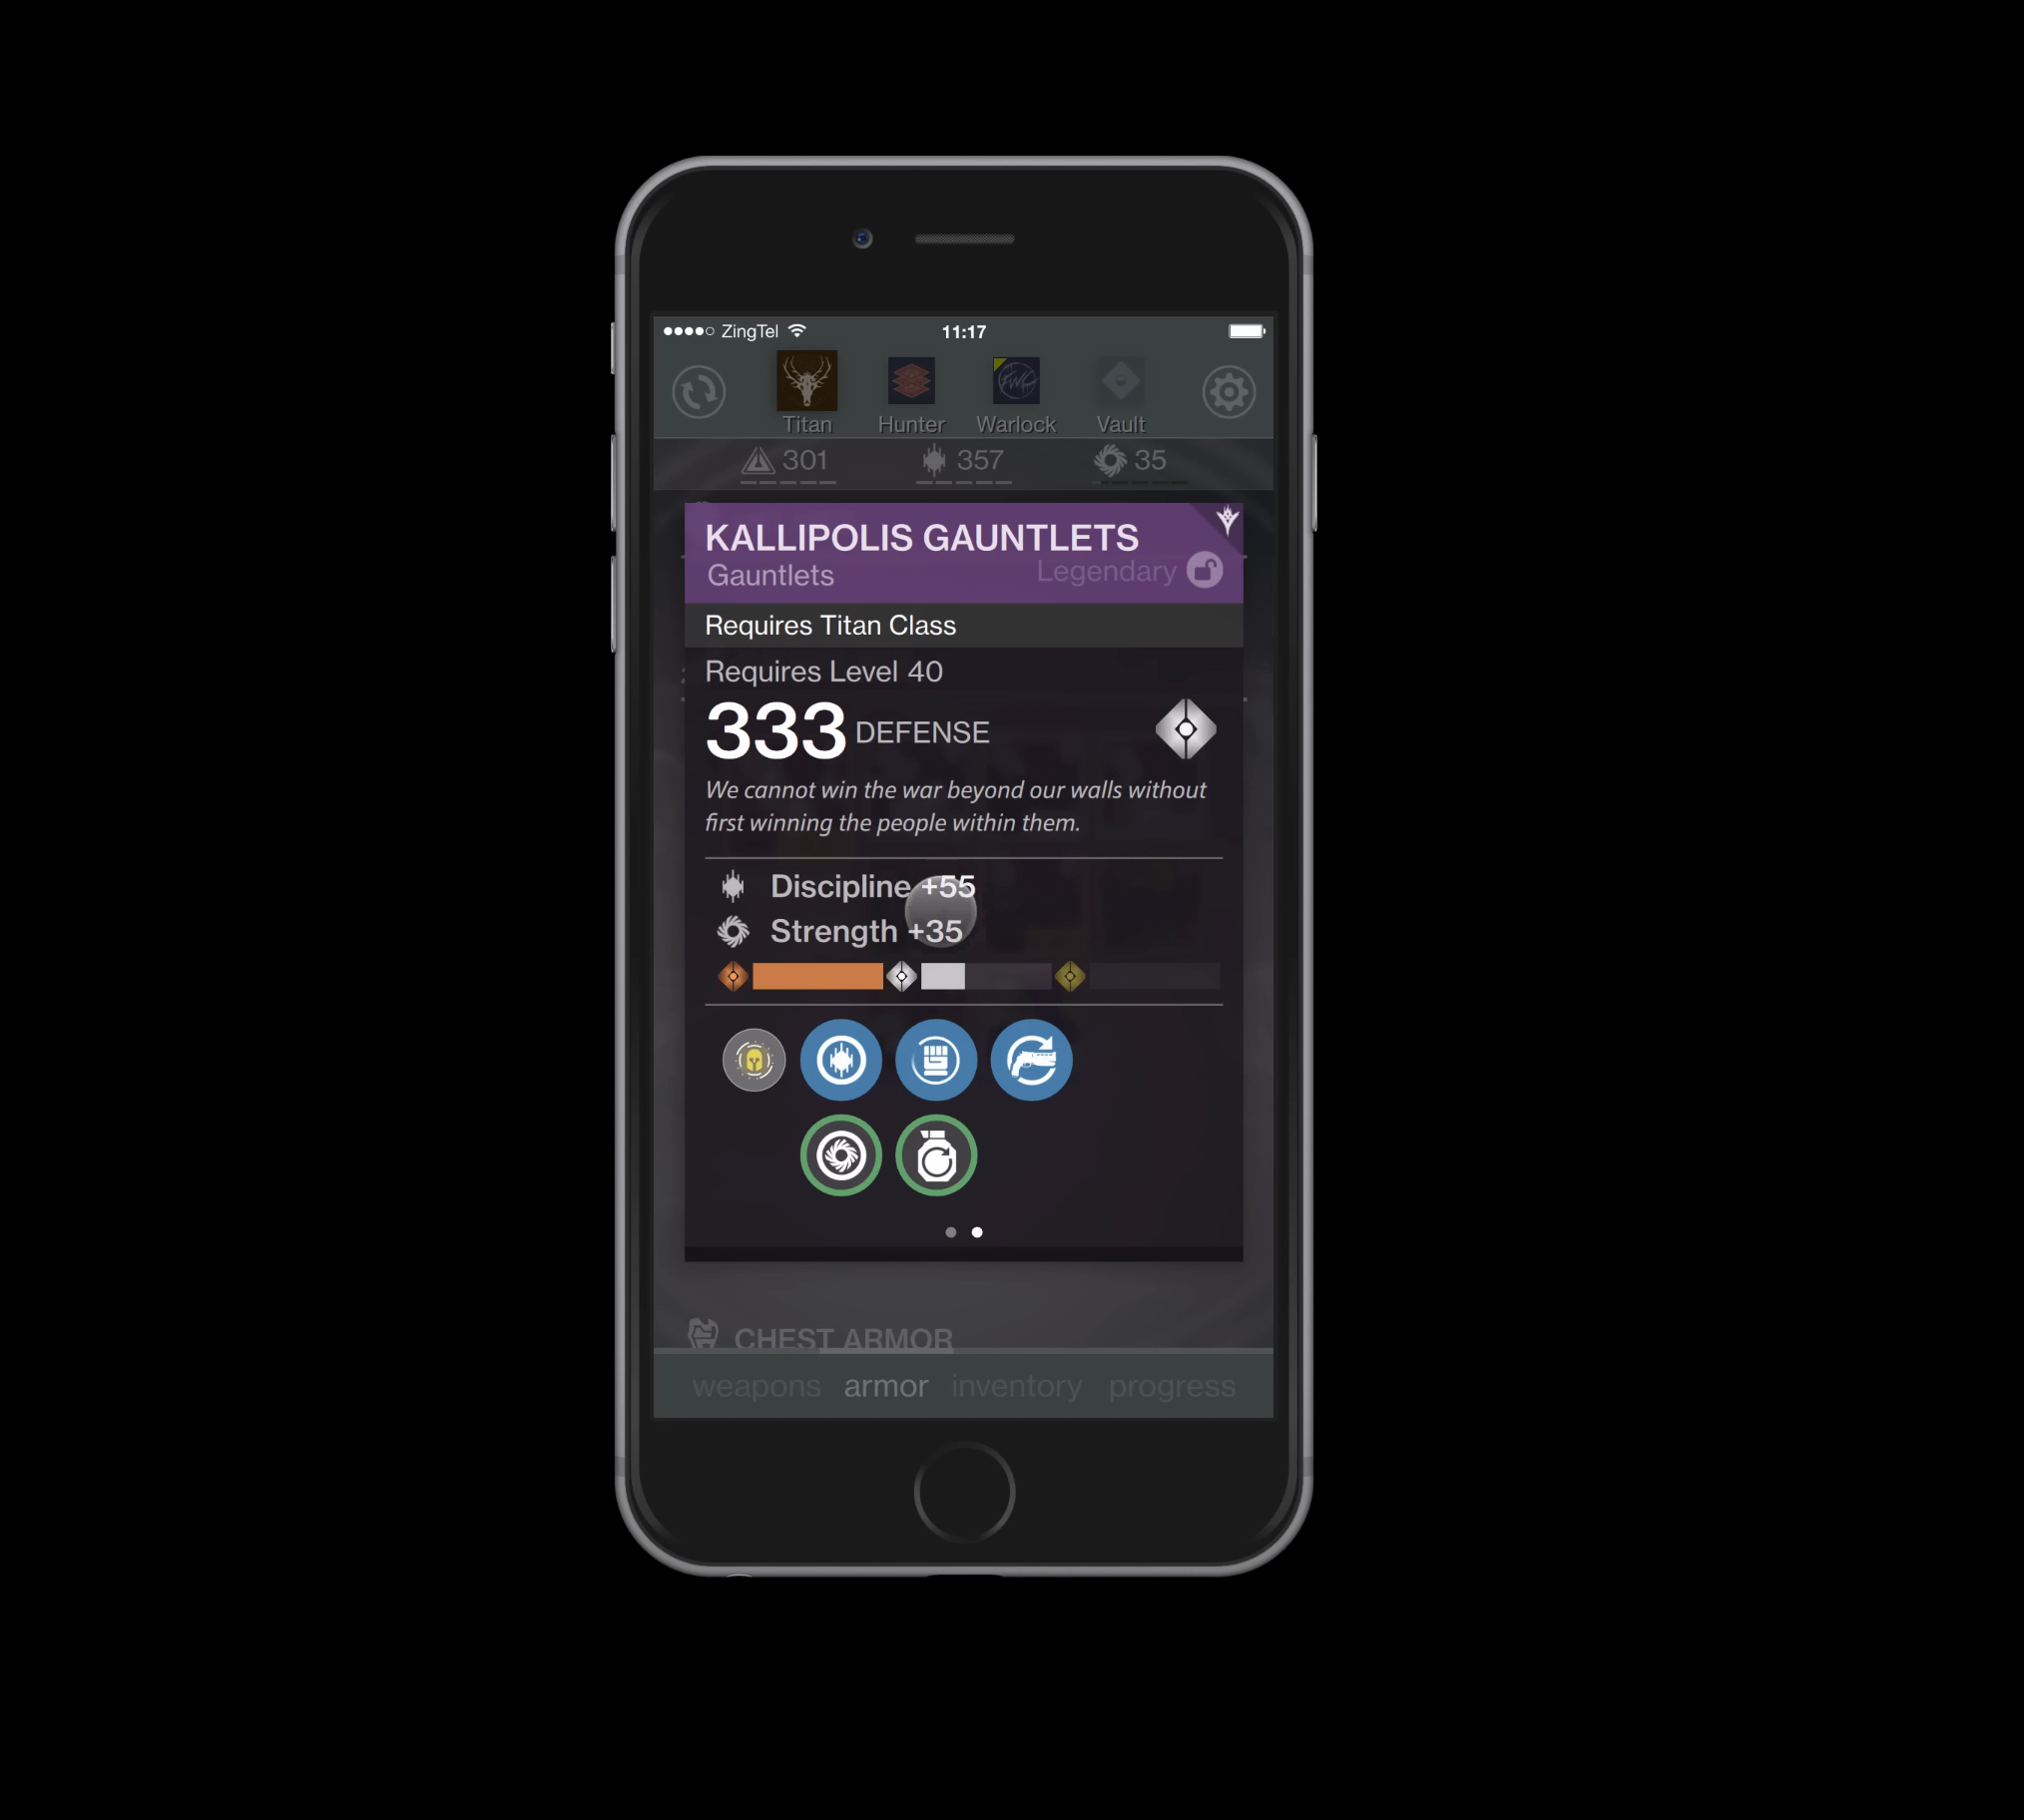 ZingTel
11:17
Titan
Hunter
Warlock
Vault
301
357
35
KALLIPOLIS GAUNTLETS
Gauntlets
Legendary
Requires Titan Class
Requires Level 40
333 DEFENSE
We cannot win the war beyond our walls without
first winning the people within them.
Discipline +55
Strength +35
CHEST ARMOR
weapons
armor
inventory
progress